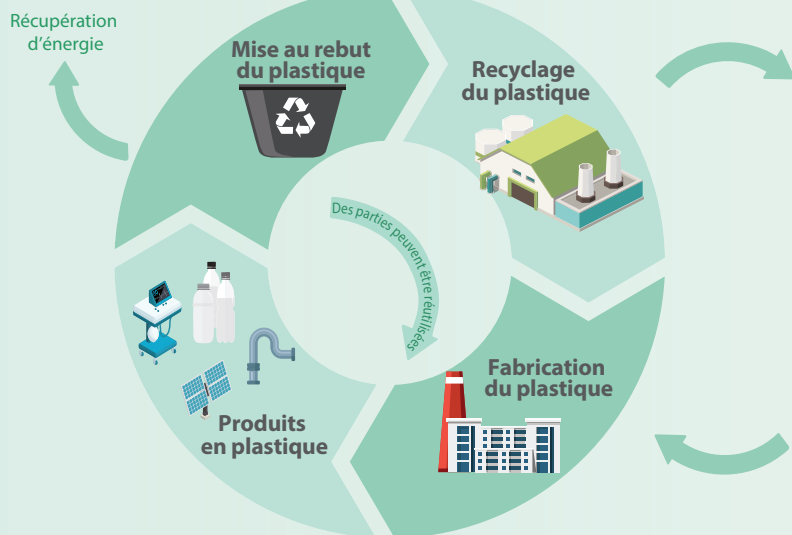 Récupération
d’énergie
Mise au rebut
du plastique
Recyclage
du plastique
Des parties peuvent être réutilisées
Fabrication
du plastique
Produits
en plastique